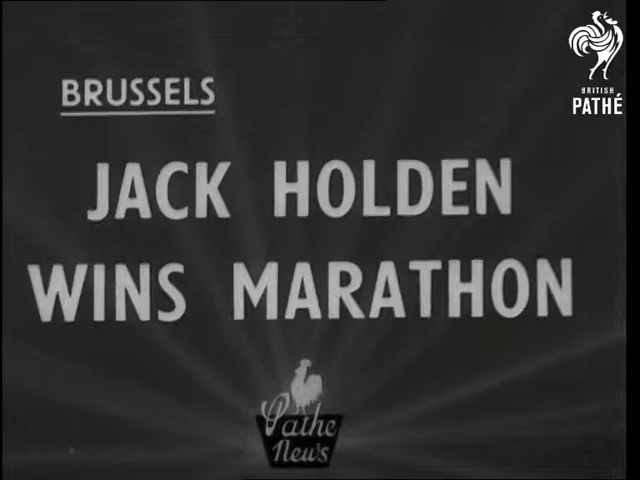 BRUSSELS
BRITISH
PATHÉ
JACK HOLDEN
WINS MARATHON
Pathe
News